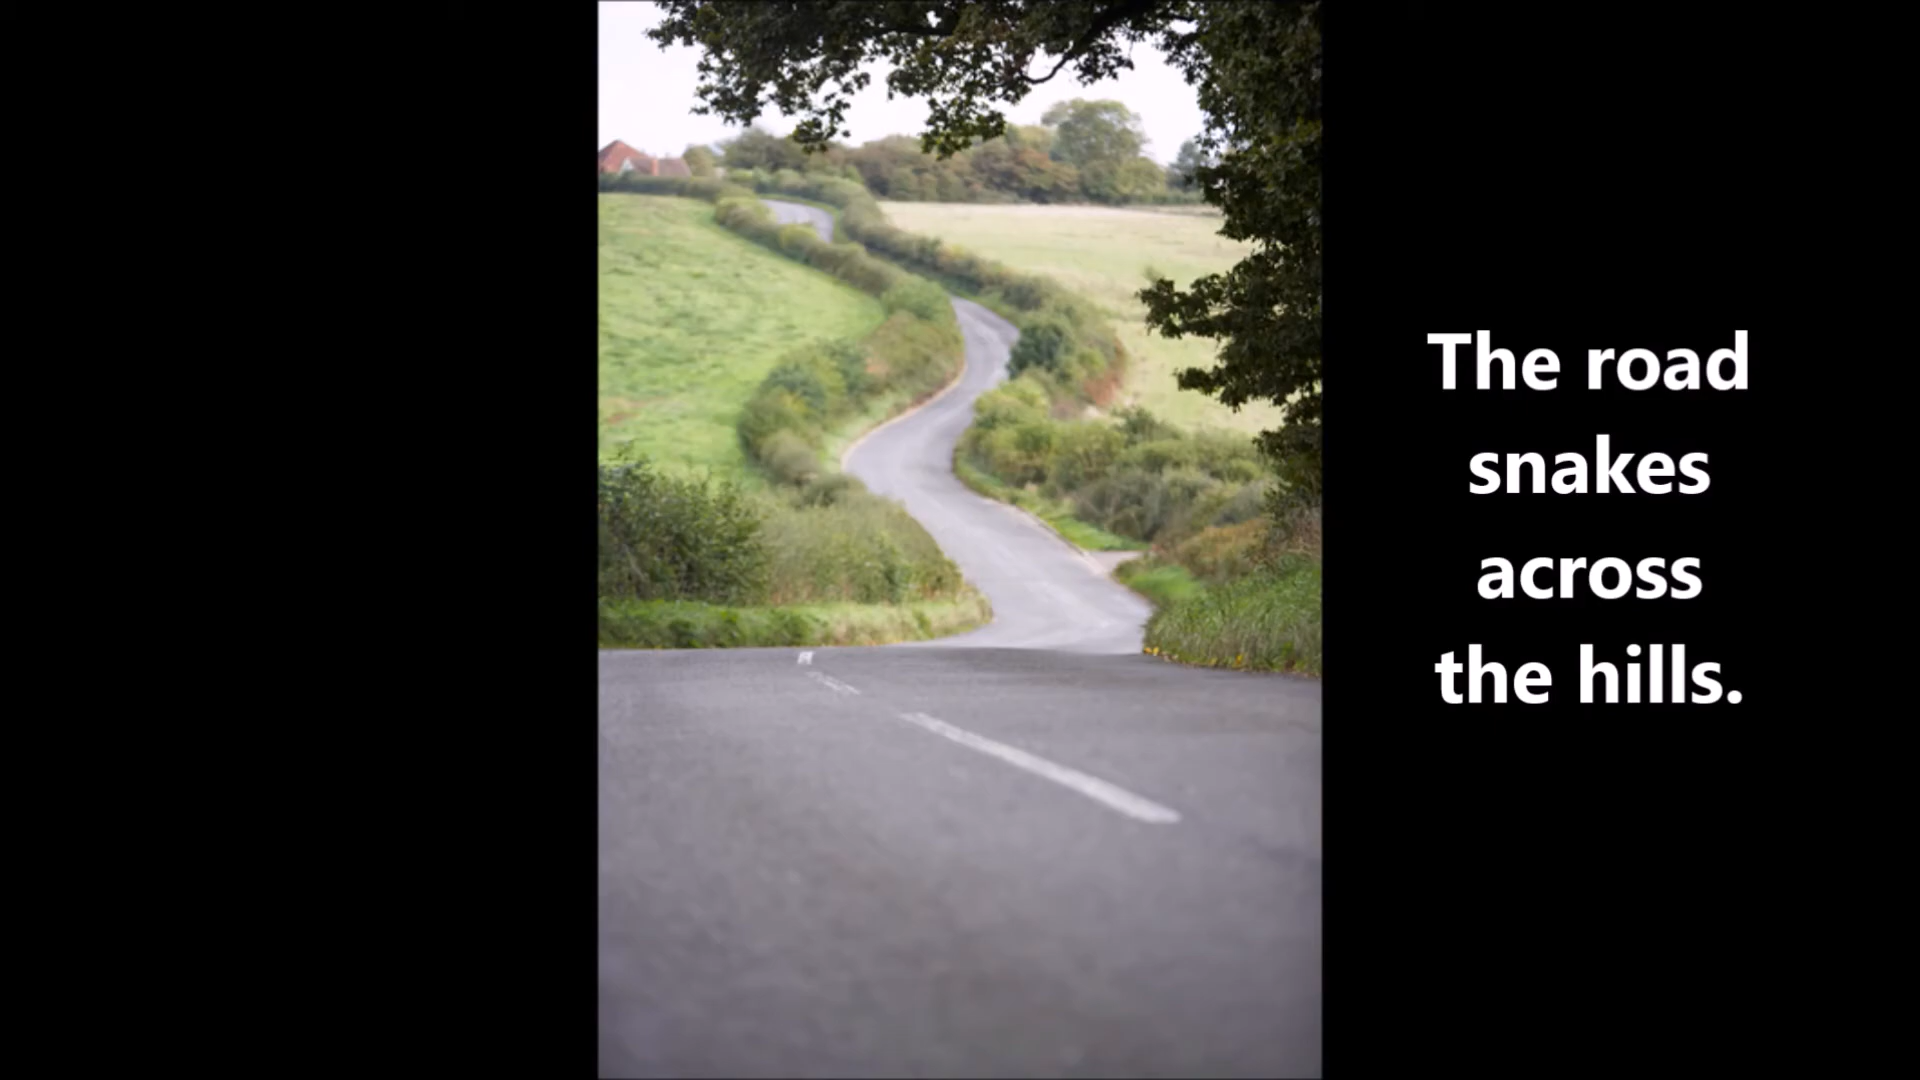 The road
snakes
across
the hills.